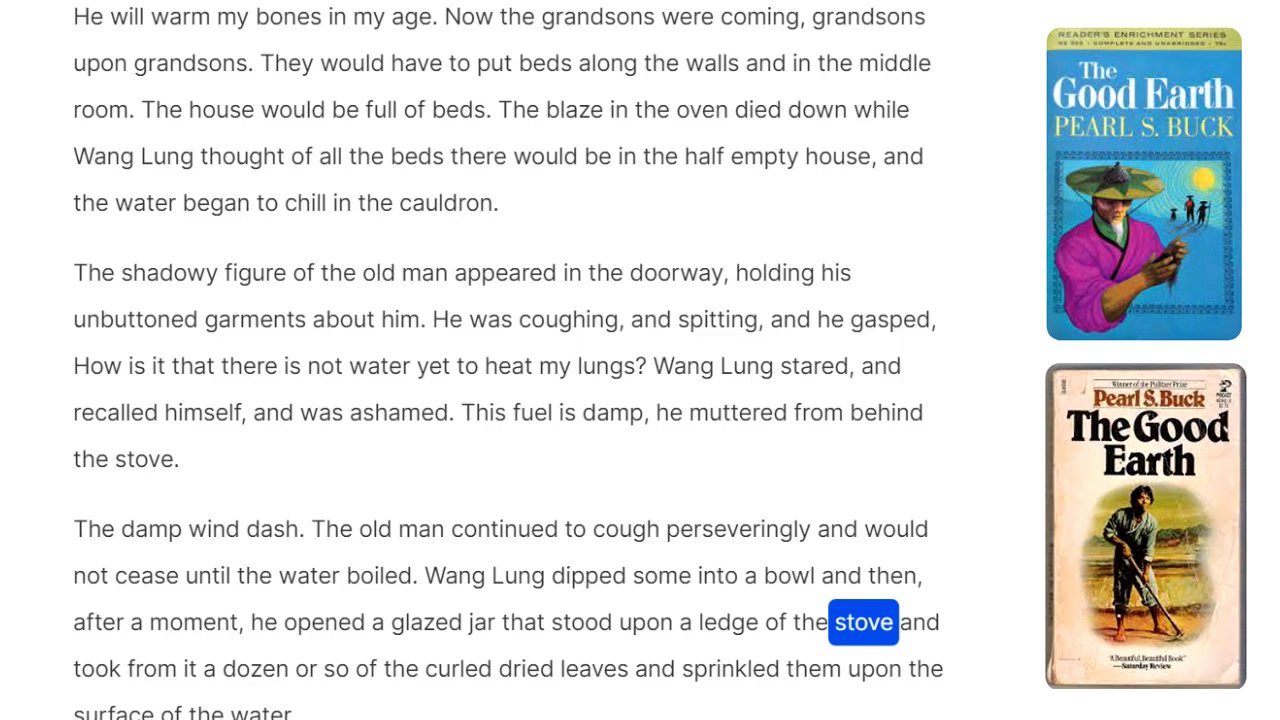 He will warm my bones in my age. Now the grandsons were coming, grandsons
upon grandsons. They would have to put beds along the walls and in the middle
room. The house would be full of beds. The blaze in the oven died down while
Wang Lung thought of all the beds there would be in the half empty house, and
the water began to chill in the cauldron.
The shadowy figure of the old man appeared in the doorway, holding his
unbuttoned garments about him. He was coughing, and spitting, and he gasped,
How is it that there is not water yet to heat my lungs? Wang Lung stared, and
recalled himself, and was ashamed. This fuel is damp, he muttered from behind
the stove.
The damp wind dash. The old man continued to cough perseveringly and would
not cease until the water boiled. Wang Lung dipped some into a bowl and then,
after a moment, he opened a glazed jar that stood upon a ledge of the stove and
took from it a dozen or so of the curled dried leaves and sprinkled them upon the
surface of the water.
READER'S ENRICHMENT SERIES
COMPLETE AND UNABRIDGED
The
Good Earth
PEARL S. BUCK
Winner of the Pulitzer Prize
Pearl S. Buck
The Good
Earth
"A Beautiful, Beautiful Book"
—Saturday Review